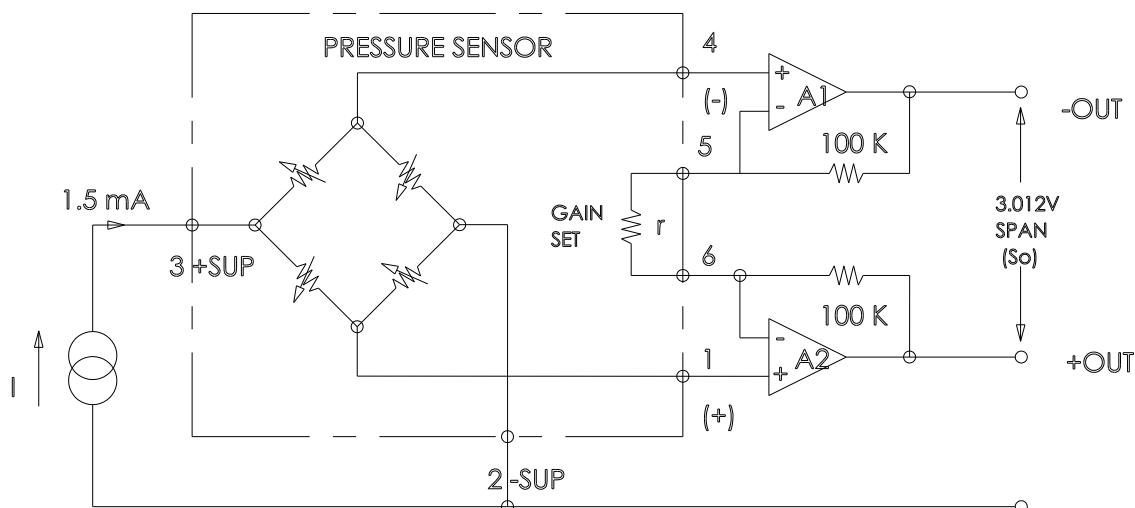 PRESSURE SENSOR
4
+
A1
(-)
-
-OUT
5
100 K
1.5 mA
GAIN
SET
r
3.012V
SPAN
(So)
3 +SUP
6
100 K
1
-
A2
+
+OUT
I
(+)
2 -SUP